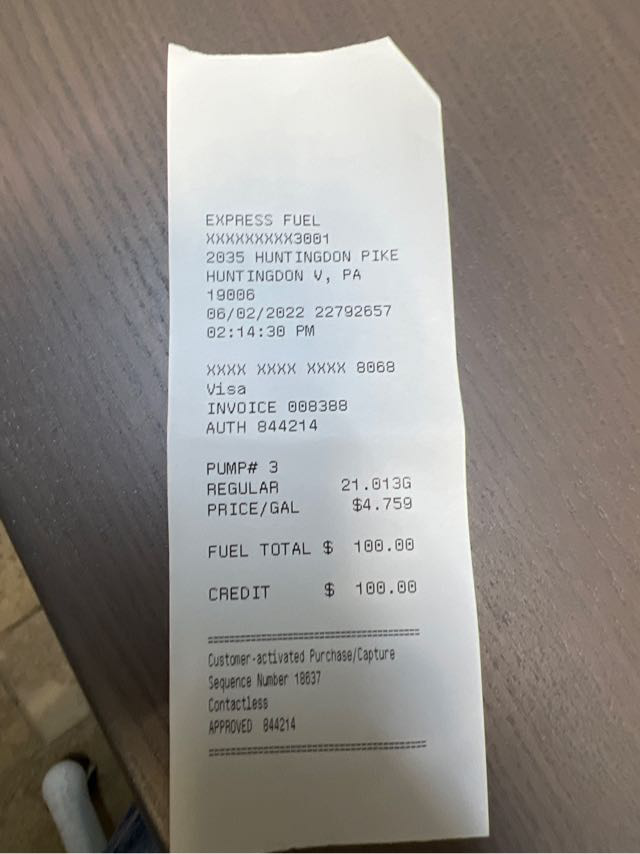 EXPRESS FUEL
XXXXXXXXX3001
2035 HUNTINGDON PIKE
HUNTINGDON V, PA
19006
06/02/2022 22792657
02:14:30 PM
XXXX XXXX XXXX 8068
Visa
INVOICE 008388
AUTH 844214
PUMP# 3
REGULAR 21.013G
PRICE/GAL $4.759
FUEL TOTAL $ 100.00
CREDIT $ 100.00
Customer-activated Purchase/Capture
Sequence Number 18637
Contactless
APPROVED 844214